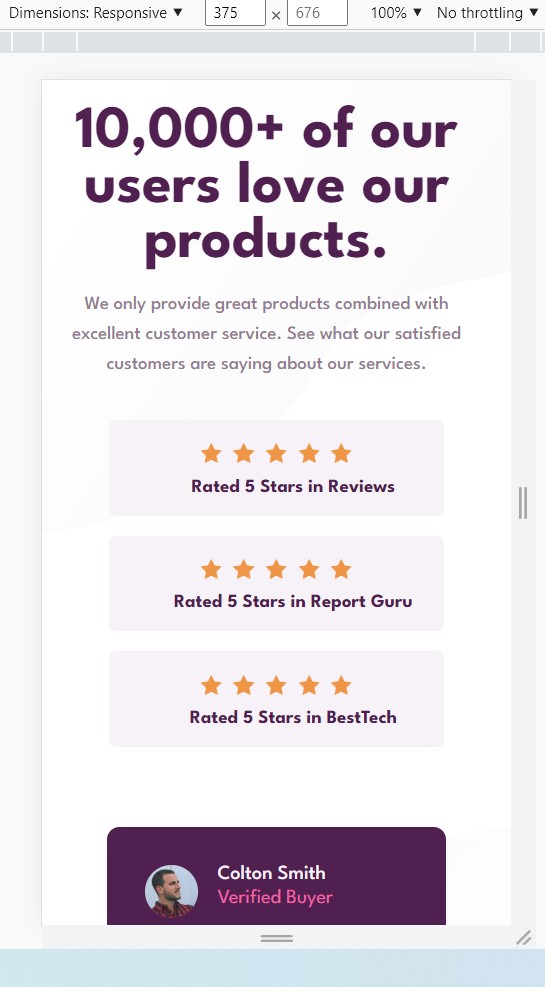 Dimensions: Responsive ▼ 375 × 676 100% ▼ No throttling ▼
10,000+ of our
users love our
products.
We only provide great products combined with
excellent customer service. See what our satisfied
customers are saying about our services.
Rated 5 Stars in Reviews
Rated 5 Stars in Report Guru
Rated 5 Stars in BestTech
Colton Smith
Verified Buyer